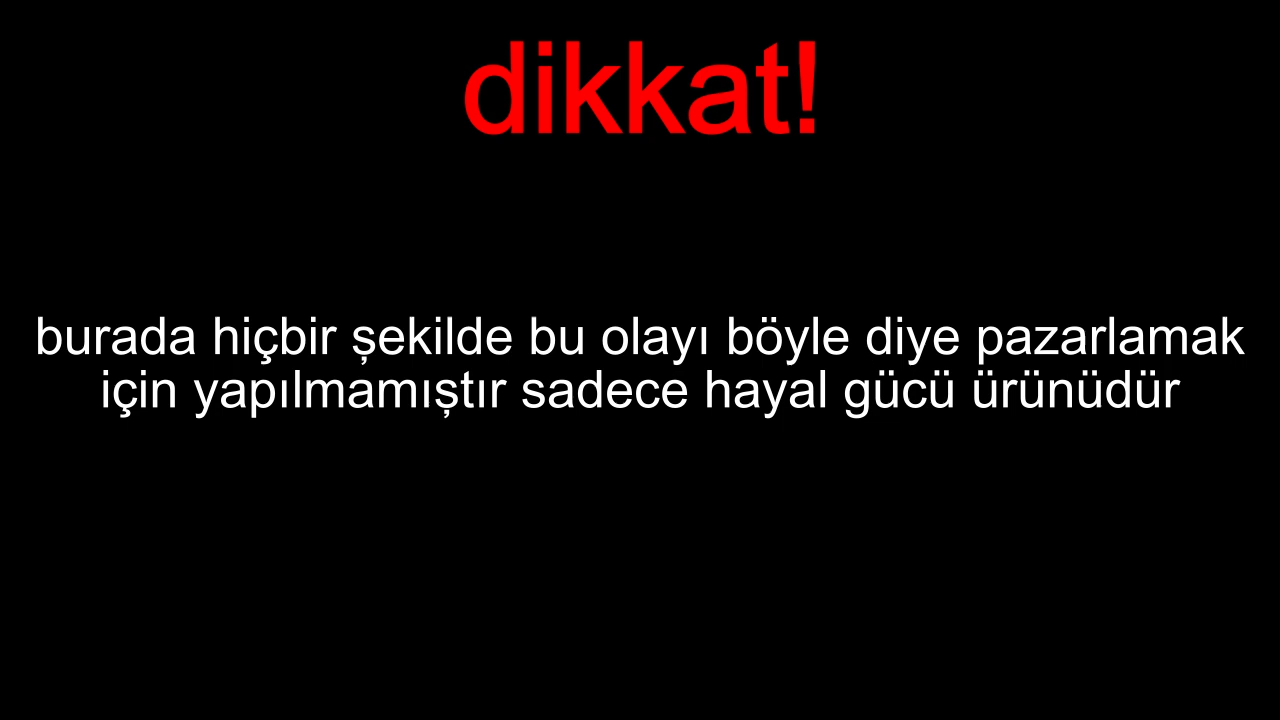 dikkat!
burada hiçbir şekilde bu olayı böyle diye pazarlamak
için yapılmamıştır sadece hayal gücü ürünüdür